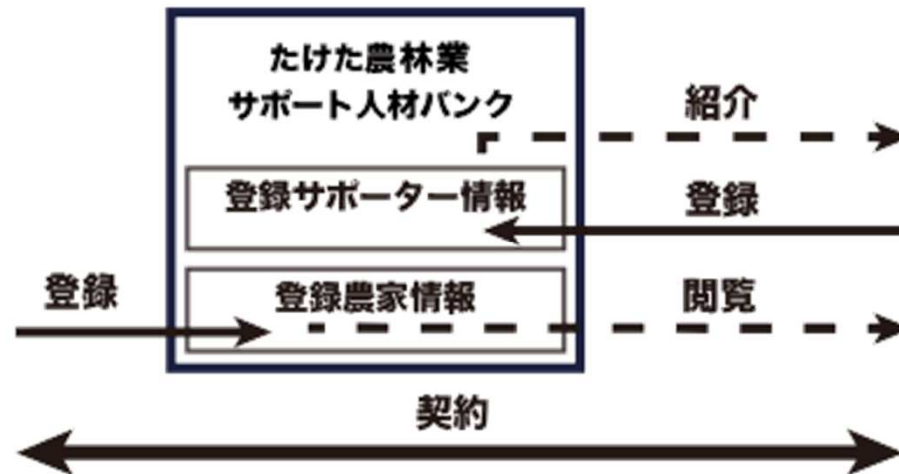 たけた農林業
サポート人材バンク
紹介
登録サポーター情報
登録
登録
登録農家情報
閲覧
契約